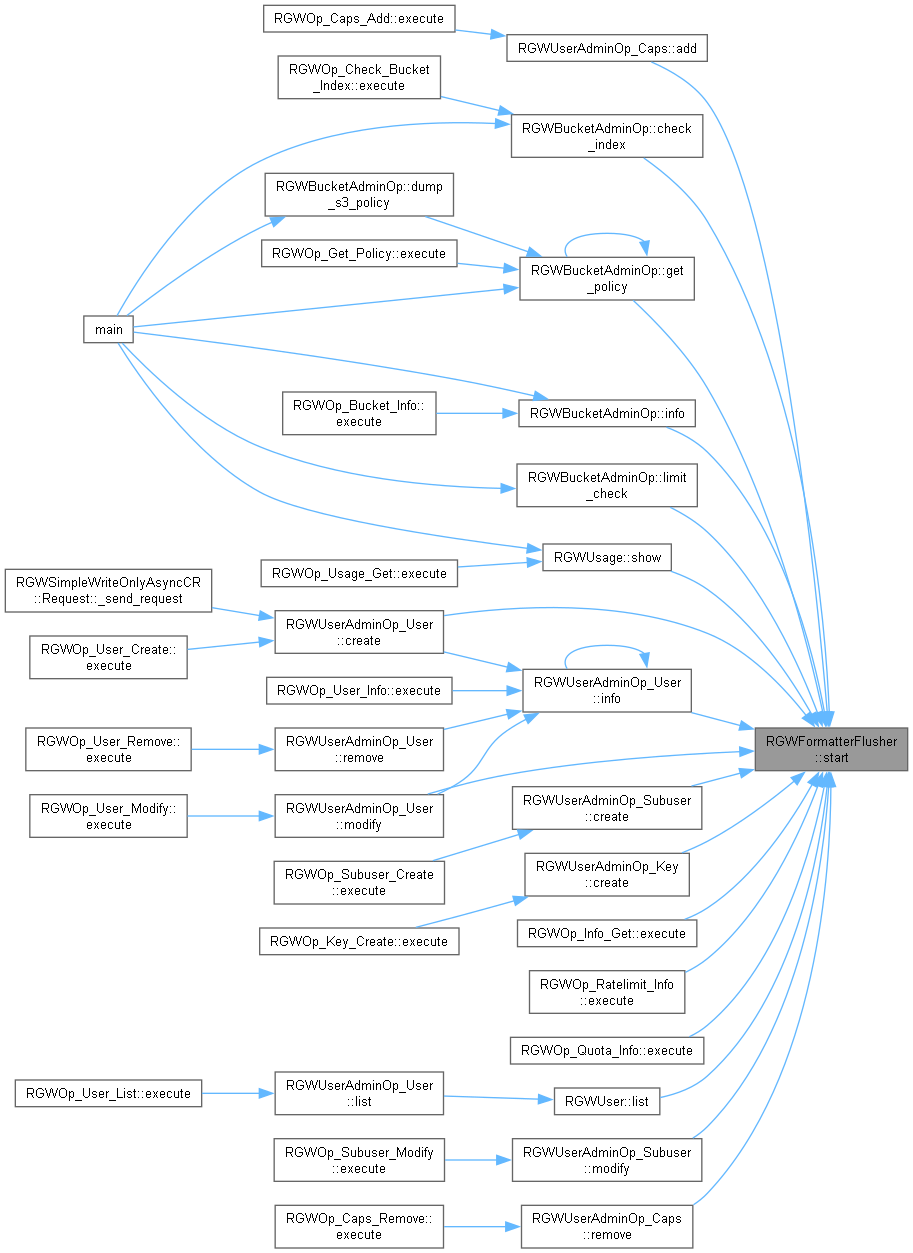 RGWOp_Caps_Add::execute
RGWUserAdminOp_Caps::add
RGWOp_Check_Bucket
_Index::execute
RGWBucketAdminOp::check
_index
RGWBucketAdminOp::dump
_s3_policy
RGWOp_Get_Policy::execute
RGWBucketAdminOp::get
_policy
main
RGWOp_Bucket_Info::
execute
RGWBucketAdminOp::info
RGWBucketAdminOp::limit
_check
RGWUsage::show
RGWOp_Usage_Get::execute
RGWSimpleWriteOnlyAsyncCR
::Request::_send_request
RGWUserAdminOp_User
::create
RGWOp_User_Create::
execute
RGWUserAdminOp_User
::info
RGWOp_User_Info::execute
RGWOp_User_Remove::
execute
RGWUserAdminOp_User
::remove
RGWFormatterFlusher
::start
RGWOp_User_Modify::
execute
RGWUserAdminOp_User
::modify
RGWUserAdminOp_Subuser
::create
RGWOp_Subuser_Create
::execute
RGWUserAdminOp_Key
::create
RGWOp_Key_Create::execute
RGWOp_Info_Get::execute
RGWOp_Ratelimit_Info
::execute
RGWOp_Quota_Info::execute
RGWOp_User_List::execute
RGWUserAdminOp_User
::list
RGWUser::list
RGWOp_Subuser_Modify
::execute
RGWUserAdminOp_Subuser
::modify
RGWOp_Caps_Remove::
execute
RGWUserAdminOp_Caps
::remove